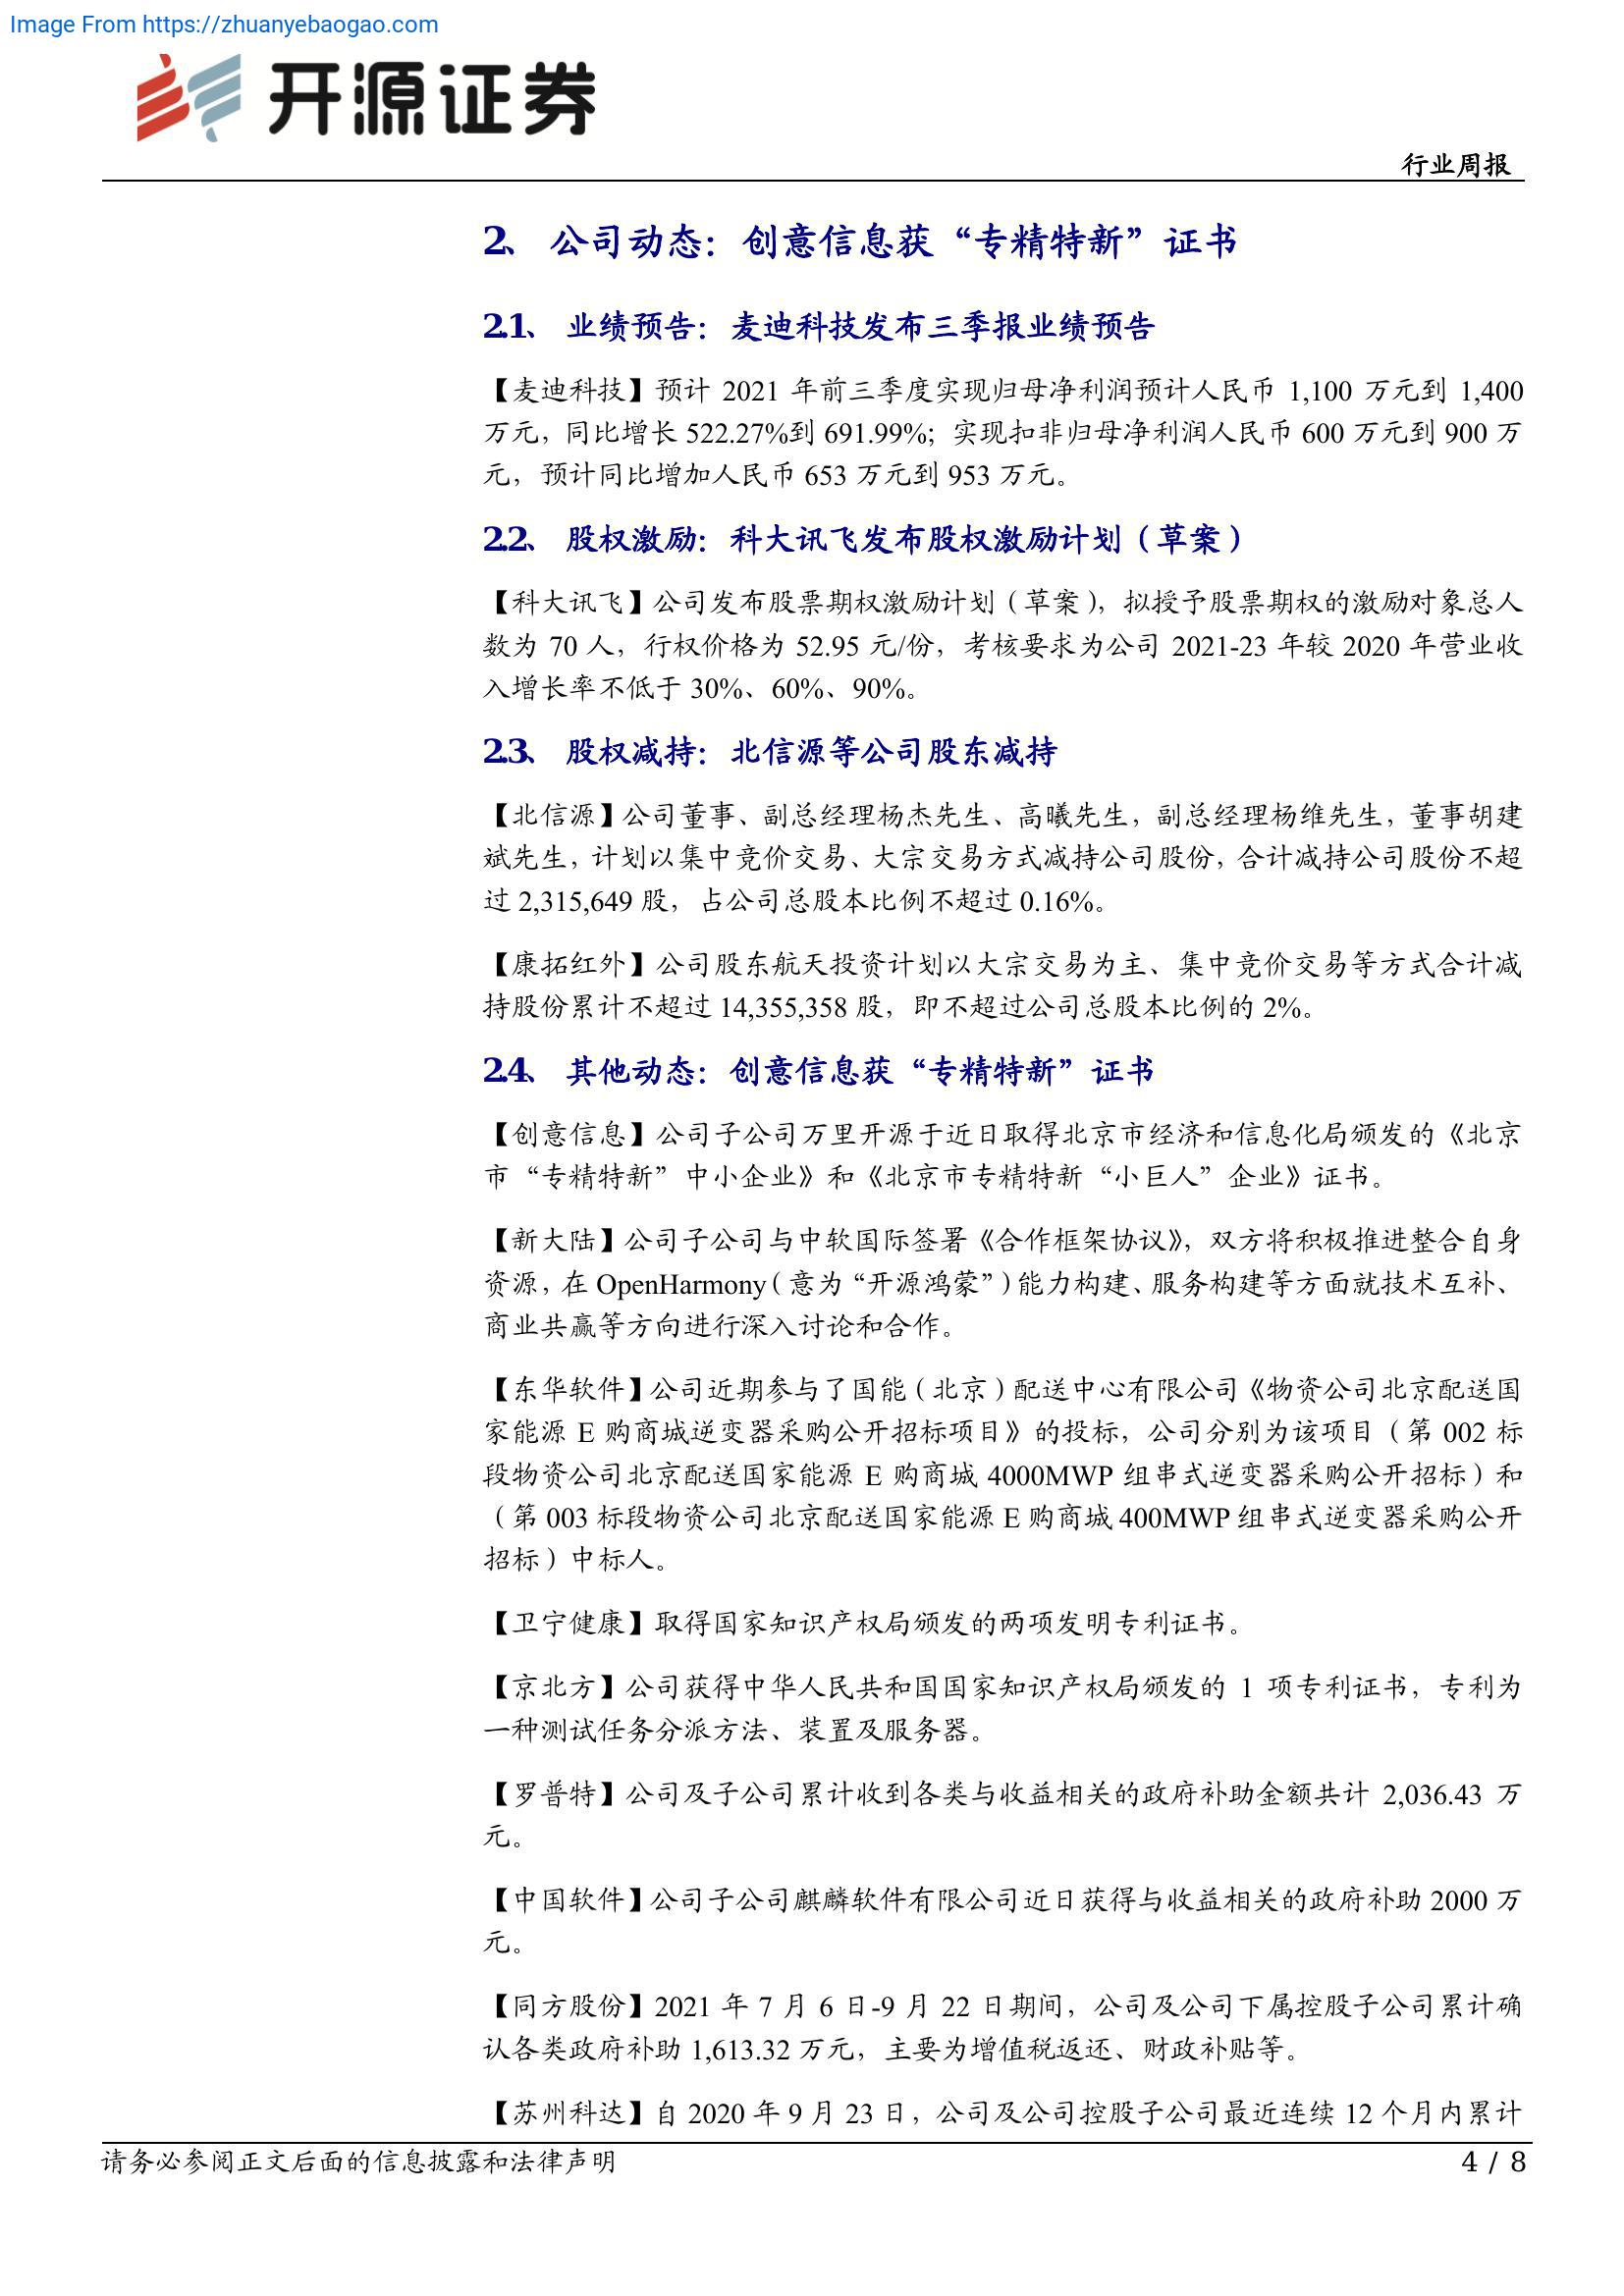 Image From https://zhuanyebaogao.com
开源证券
行业周报
2、 公司动态：创意信息获“专精特新”证书
2.1、 业绩预告：麦迪科技发布三季报业绩预告
【麦迪科技】预计 2021 年前三季度实现归母净利润预计人民币 1,100 万元到 1,400
万元，同比增长 522.27%到 691.99%；实现扣非归母净利润人民币 600 万元到 900 万
元，预计同比增加人民币 653 万元到 953 万元。
2.2、 股权激励：科大讯飞发布股权激励计划（草案）
【科大讯飞】公司发布股票期权激励计划（草案），拟授予股票期权的激励对象总人
数为 70 人，行权价格为 52.95 元/份，考核要求为公司 2021-23 年较 2020 年营业收
入增长率不低于 30%、60%、90%。
2.3、 股权减持：北信源等公司股东减持
【北信源】公司董事、副总经理杨杰先生、高曦先生，副总经理杨维先生，董事胡建
斌先生，计划以集中竞价交易、大宗交易方式减持公司股份，合计减持公司股份不超
过 2,315,649 股，占公司总股本比例不超过 0.16%。
【康拓红外】公司股东航天投资计划以大宗交易为主、集中竞价交易等方式合计减
持股份累计不超过 14,355,358 股，即不超过公司总股本比例的 2%。
2.4、 其他动态：创意信息获“专精特新”证书
【创意信息】公司子公司万里开源于近日取得北京市经济和信息化局颁发的《北京
市“专精特新”中小企业》和《北京市专精特新“小巨人”企业》证书。
【新大陆】公司子公司与中软国际签署《合作框架协议》，双方将积极推进整合自身
资源，在 OpenHarmony（意为“开源鸿蒙”）能力构建、服务构建等方面就技术互补、
商业共赢等方向进行深入讨论和合作。
【东华软件】公司近期参与了国能（北京）配送中心有限公司《物资公司北京配送国
家能源 E 购商城逆变器采购公开招标项目》的投标，公司分别为该项目（第 002 标
段物资公司北京配送国家能源 E 购商城 4000MWP 组串式逆变器采购公开招标）和
（第 003 标段物资公司北京配送国家能源 E 购商城 400MWP 组串式逆变器采购公开
招标）中标人。
【卫宁健康】取得国家知识产权局颁发的两项发明专利证书。
【京北方】公司获得中华人民共和国国家知识产权局颁发的 1 项专利证书，专利为
一种测试任务分派方法、装置及服务器。
【罗普特】公司及子公司累计收到各类与收益相关的政府补助金额共计 2,036.43 万
元。
【中国软件】公司子公司麒麟软件有限公司近日获得与收益相关的政府补助 2000 万
元。
【同方股份】2021 年 7 月 6 日-9 月 22 日期间，公司及公司下属控股子公司累计确
认各类政府补助 1,613.32 万元，主要为增值税返还、财政补贴等。
【苏州科达】自 2020 年 9 月 23 日，公司及公司控股子公司最近连续 12 个月内累计
请务必参阅正文后面的信息披露和法律声明
4 / 8